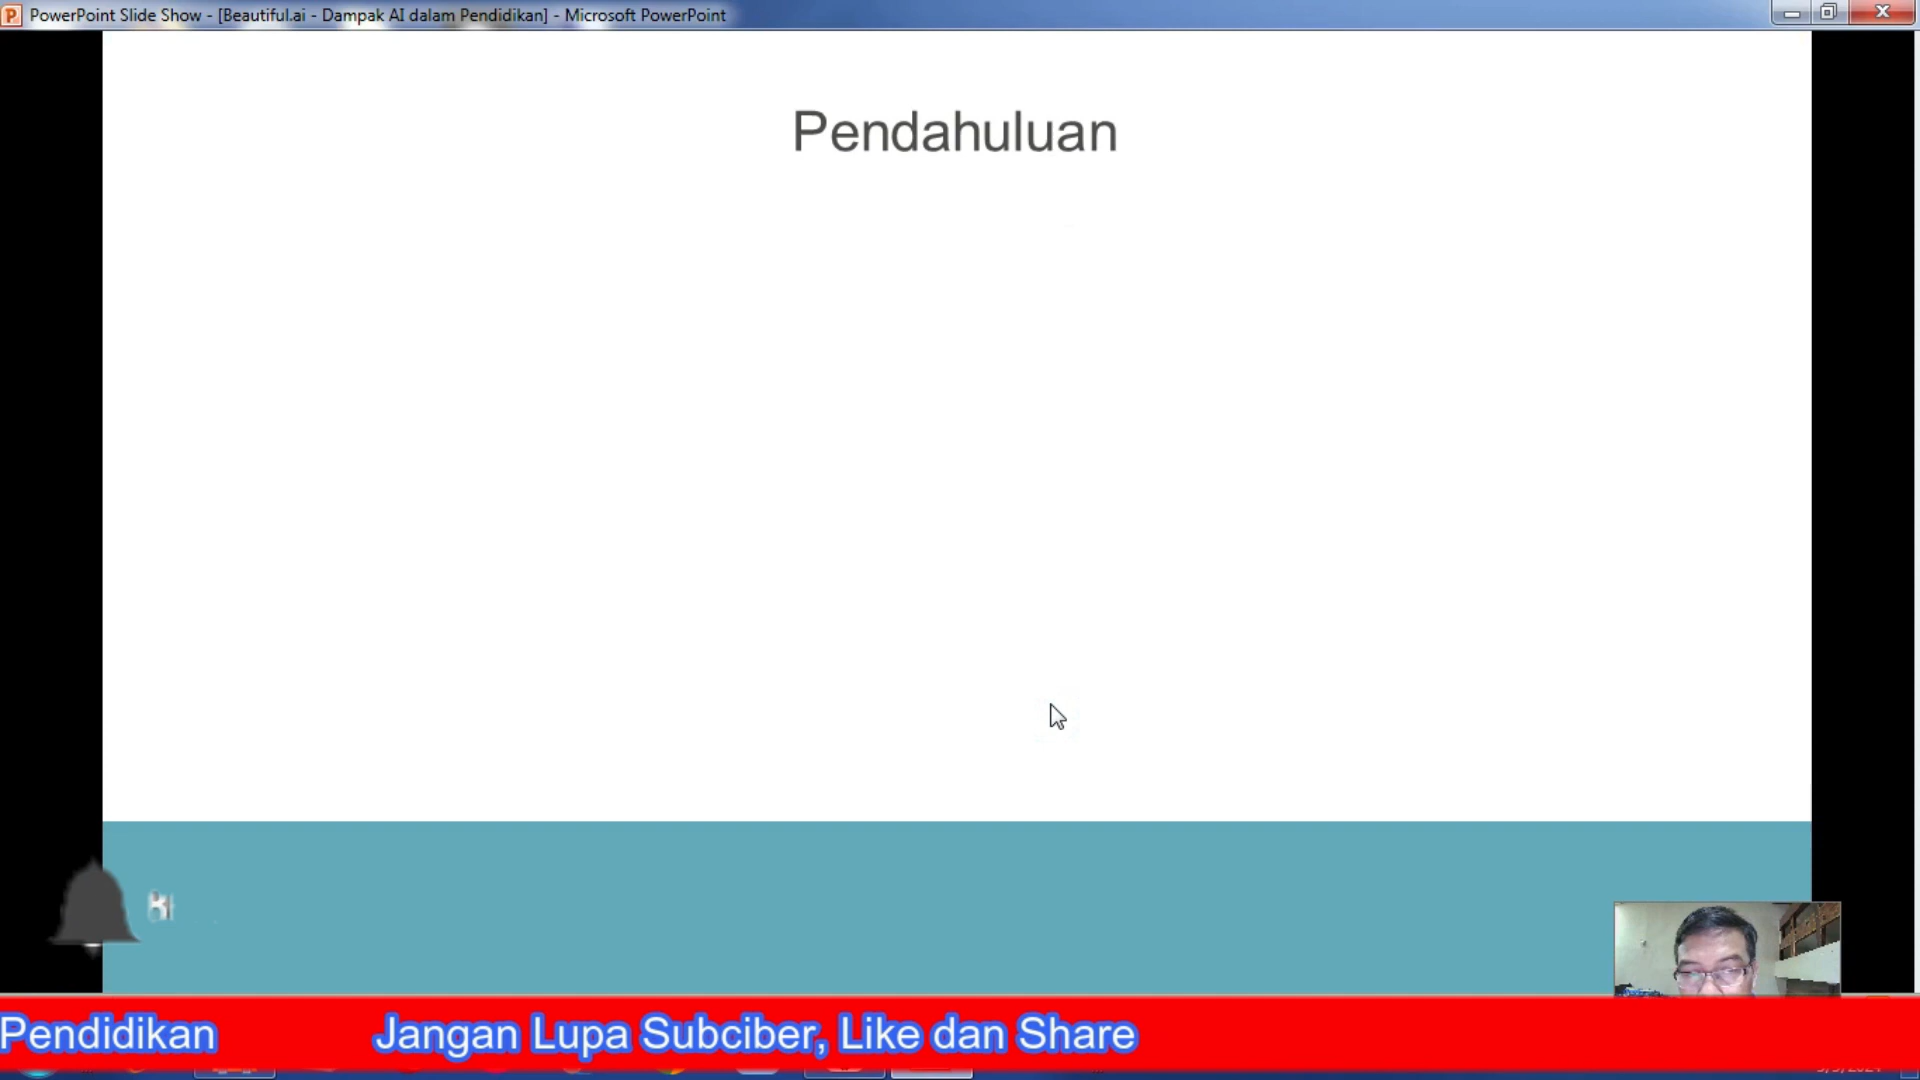 PowerPoint Slide Show - [Beautiful.ai - Dampak AI dalam Pendidikan] - Microsoft PowerPoint
Pendahuluan
Pendidikan Jangan Lupa Subciber, Like dan Share